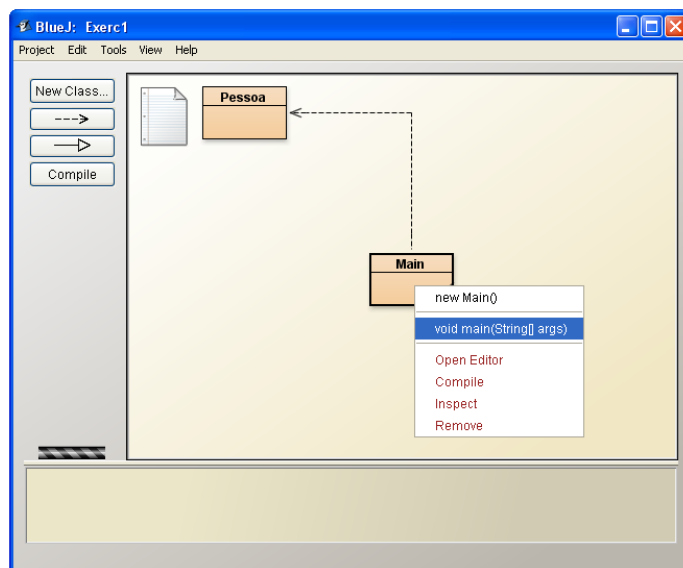 BlueJ: Exerc1
Project Edit Tools View Help
New Class...
Compile
Pessoa
Main
new Main()
void main(String[] args)
Open Editor
Compile
Inspect
Remove